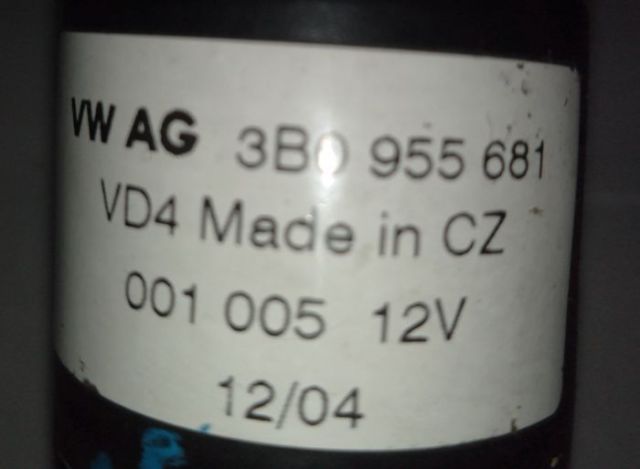 VW AG 3B0 955 681
VD4 Made in CZ
001 005 12V
12/04